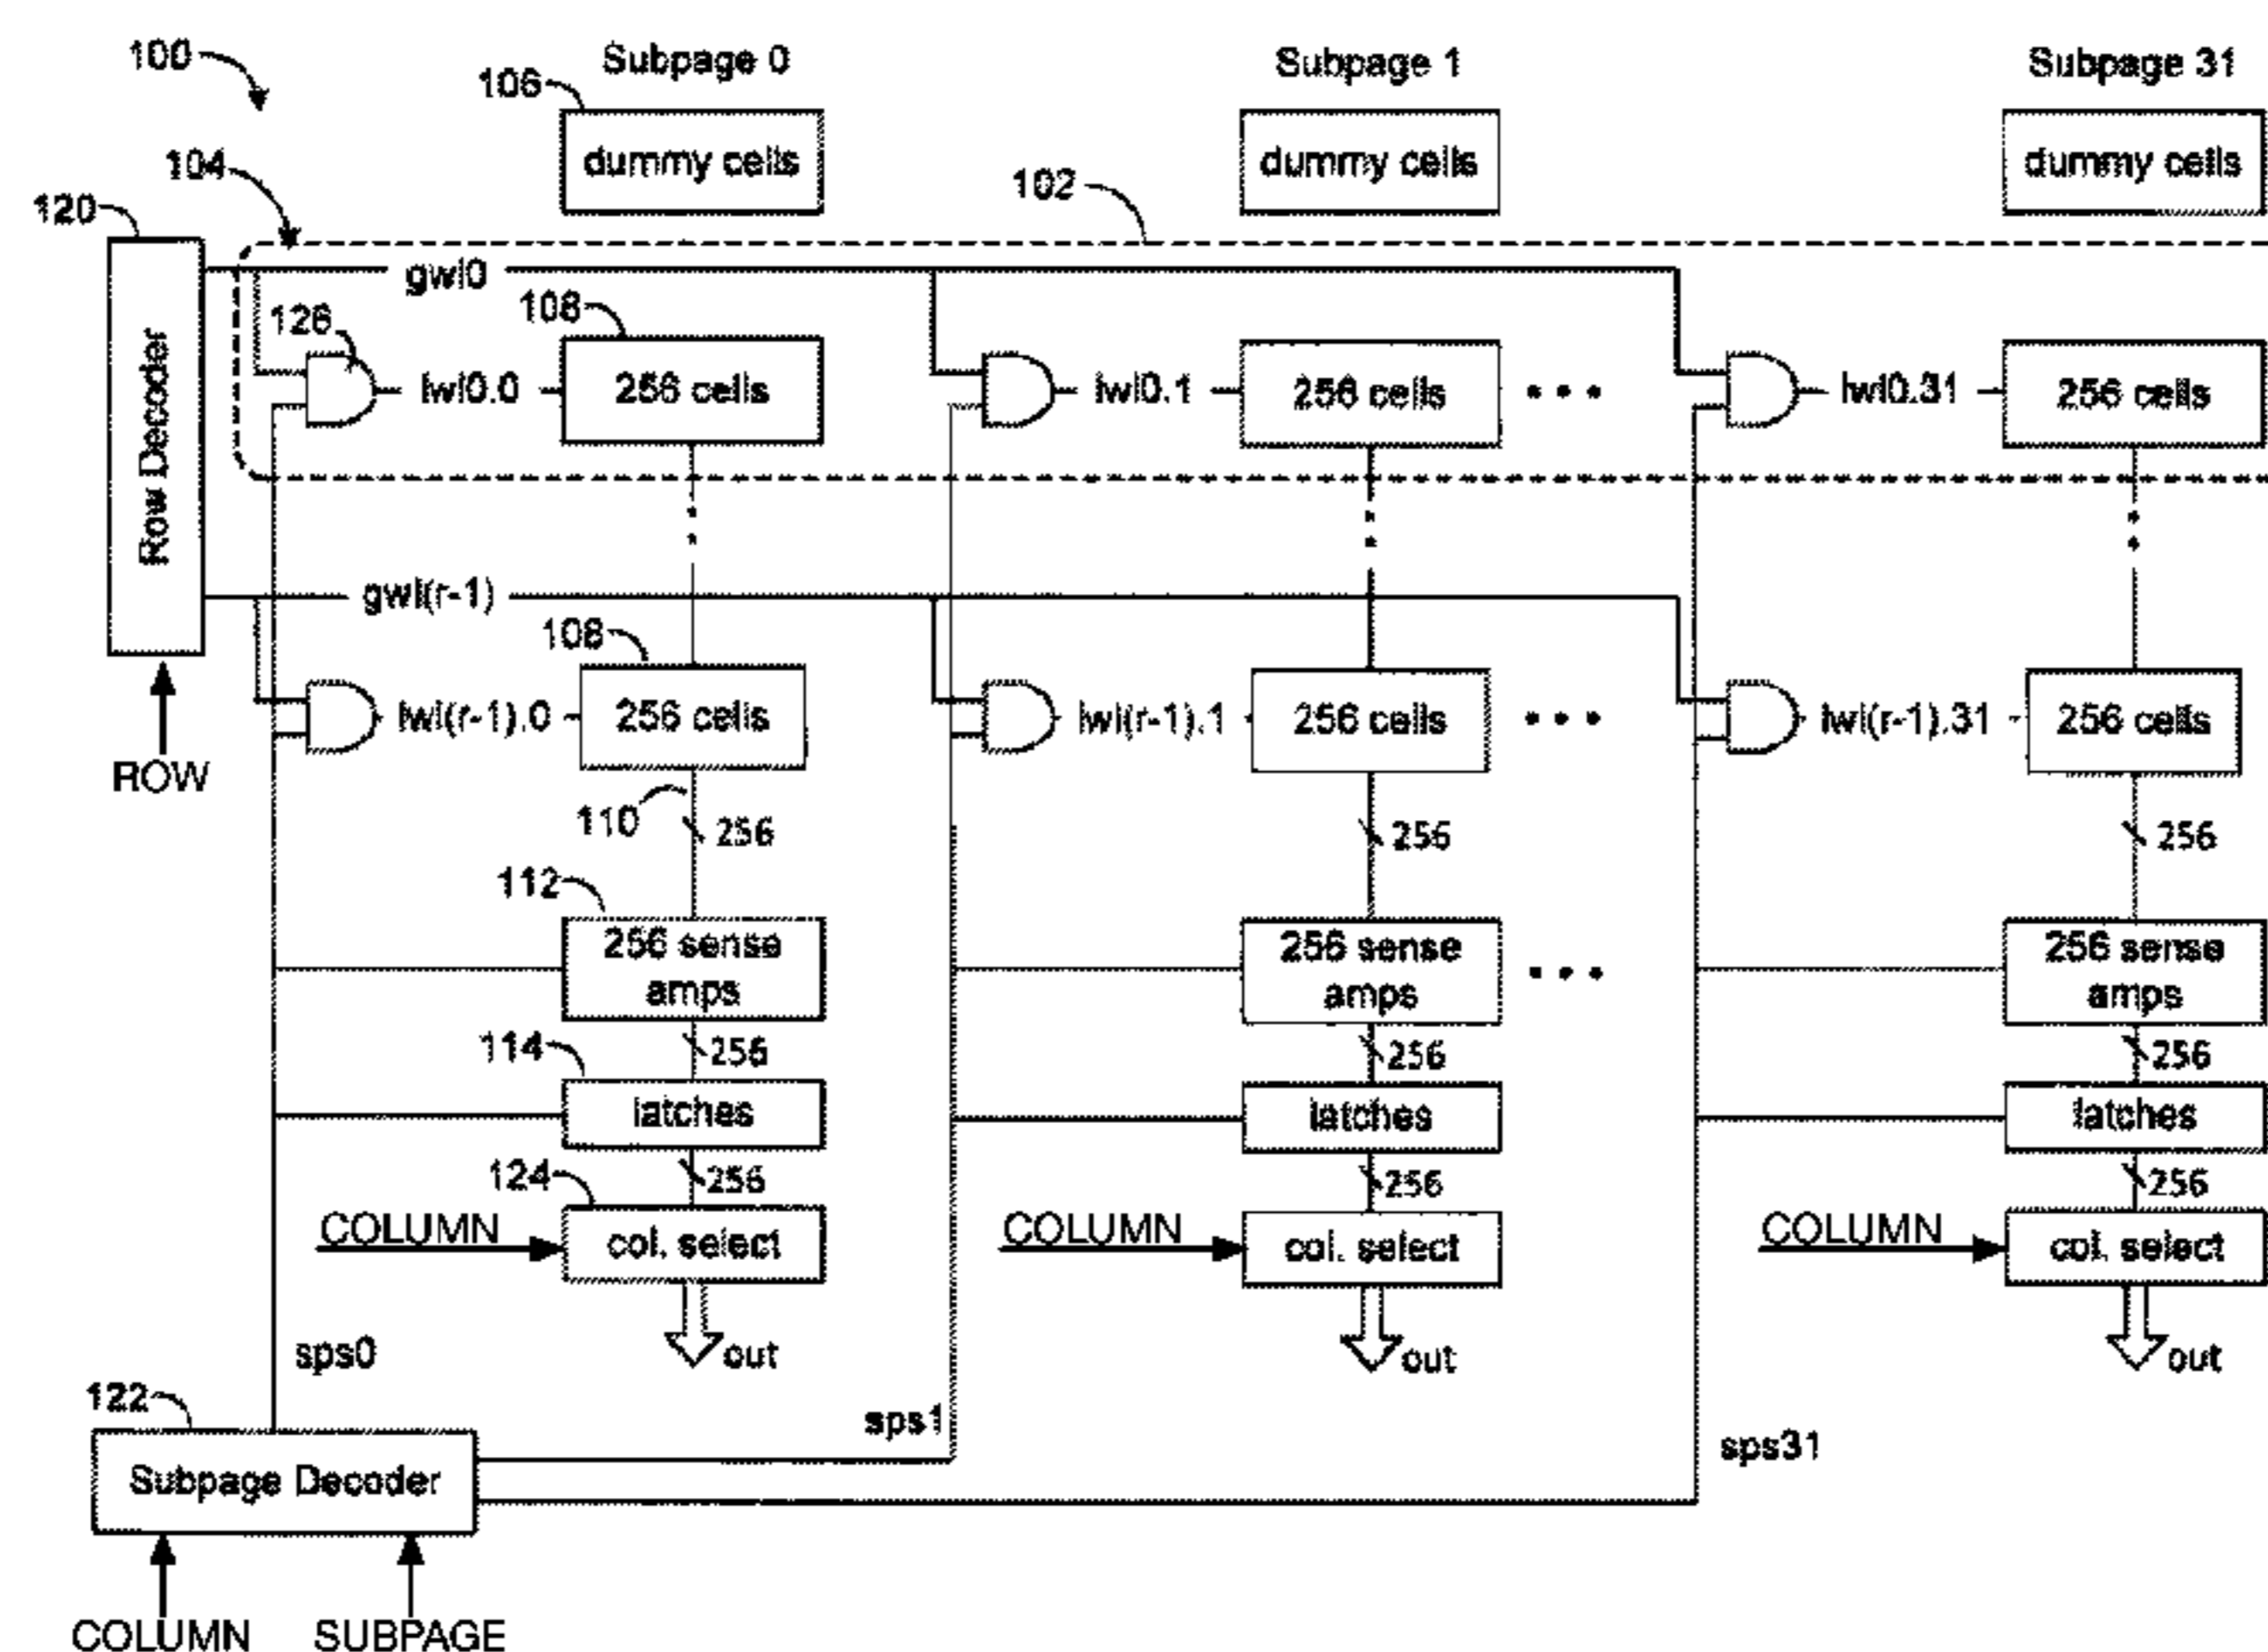 100
Subpage 0
Subpage 1
Subpage 31
106
dummy cells
dummy cells
dummy cells
104
102
120
gwl0
126
108
Row Decoder
lwl0.0
256 cells
lwl0.1
256 cells
• • •
lwl0.31
256 cells
gwl(r-1)
108
lwl(r-1).0
256 cells
lwl(r-1).1
256 cells
• • •
lwl(r-1).31
256 cells
ROW
110
256
256
256
112
256 sense amps
256 sense amps
• • •
256 sense amps
114
256
256
256
latches
latches
latches
124
256
256
256
COLUMN
col. select
COLUMN
col. select
COLUMN
col. select
sps0
out
out
out
122
sps1
sps31
Subpage Decoder
COLUMN
SUBPAGE